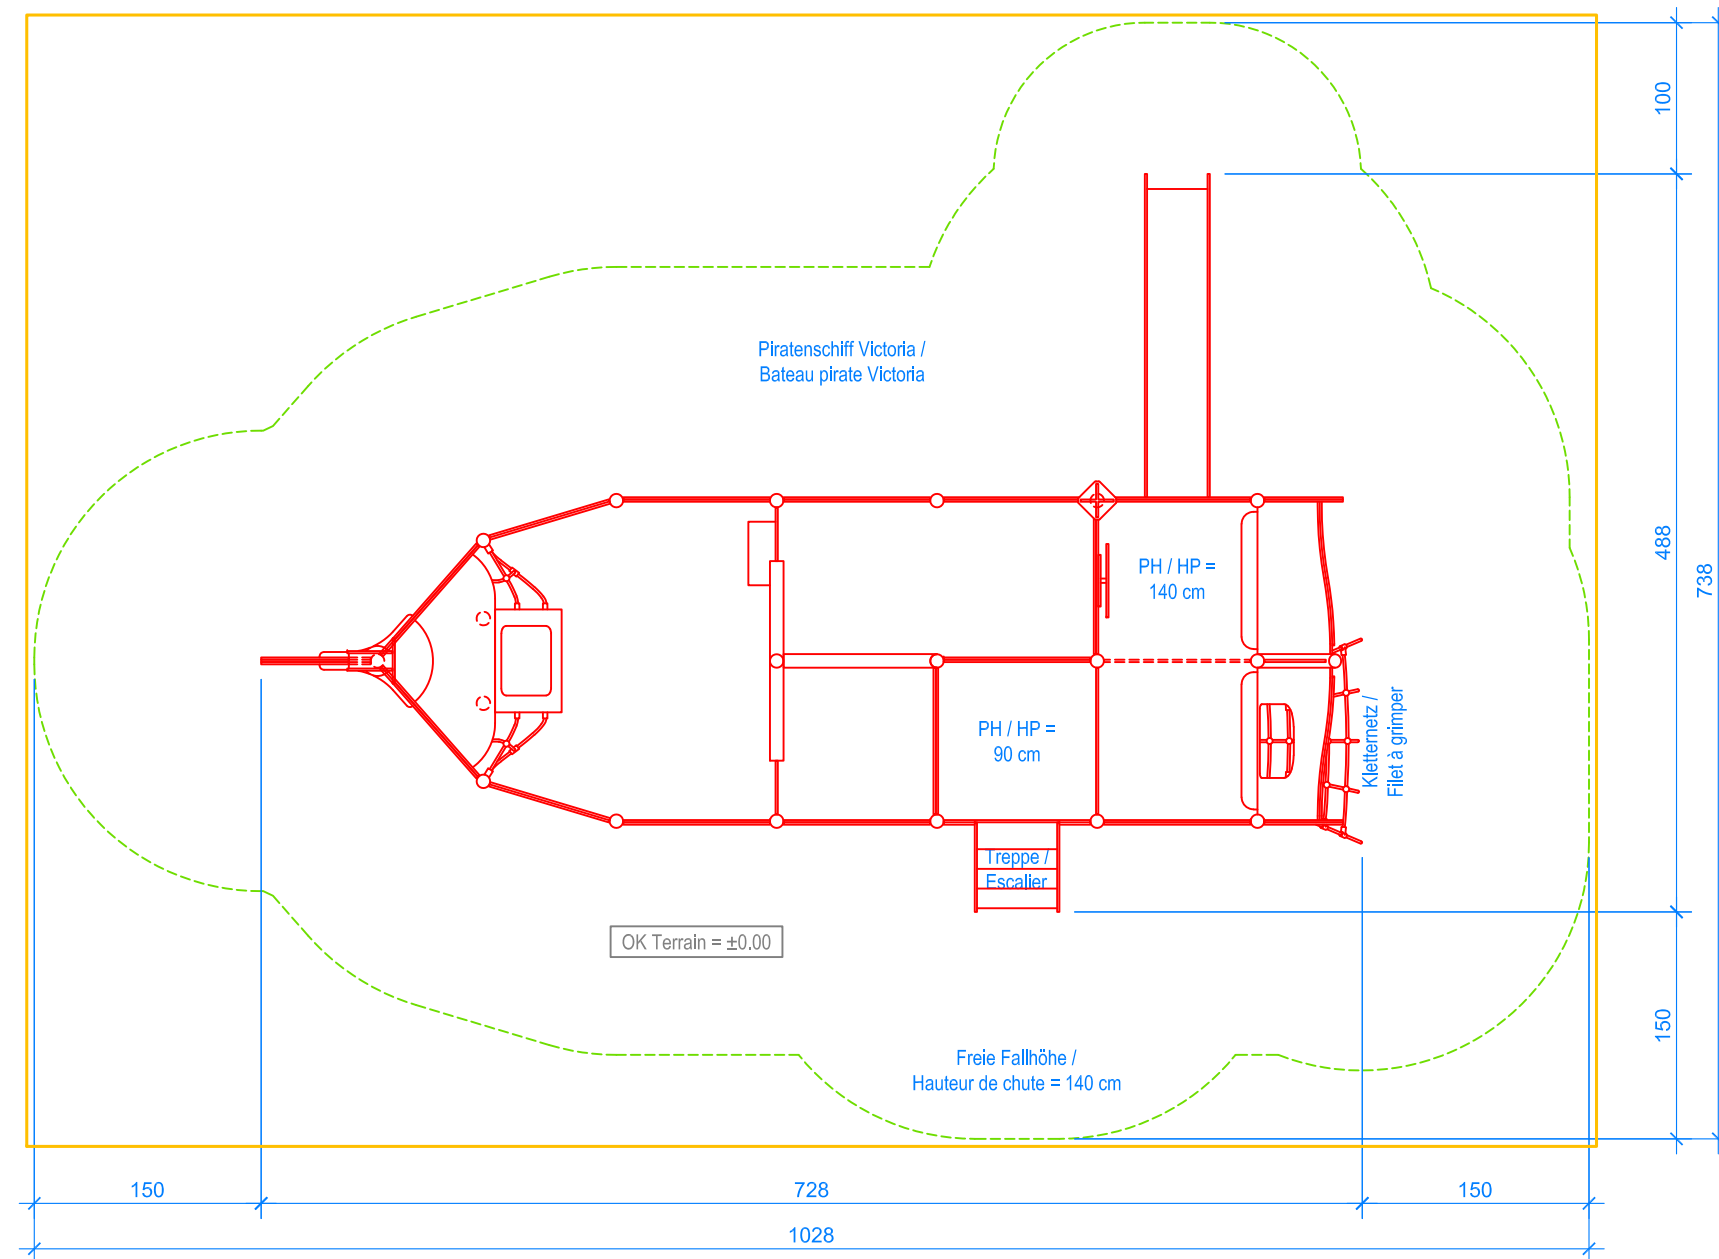 100
Piratenschiff Victoria /
Bateau pirate Victoria
488
738
PH / HP =
140 cm
PH / HP =
90 cm
Kletternetz /
Filet à grimper
Treppe /
Escalier
OK Terrain = ±0.00
150
Freie Fallhöhe /
Hauteur de chute = 140 cm
150
728
150
1028